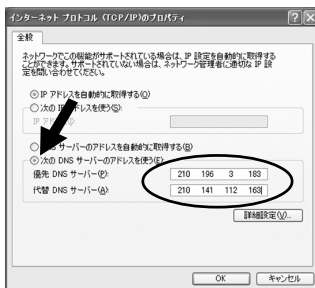 インターネット プロトコル (TCP/IP)のプロパティ
全般
ネットワークでこの機能がサポートされている場合は、IP 設定を自動的に取得する
ことができます。サポートされていない場合は、ネットワーク管理者に適切な IP 設
定を問い合わせてください。
IP アドレスを自動的に取得する(O)
次の IP アドレスを使う(S):
サーバーのアドレスを自動的に取得する(B)
次の DNS サーバーのアドレスを使う(E):
優先 DNS サーバー(P): 210 196 3 183
代替 DNS サーバー(A): 210 141 112 163
詳細設定(V)...
OK キャンセル